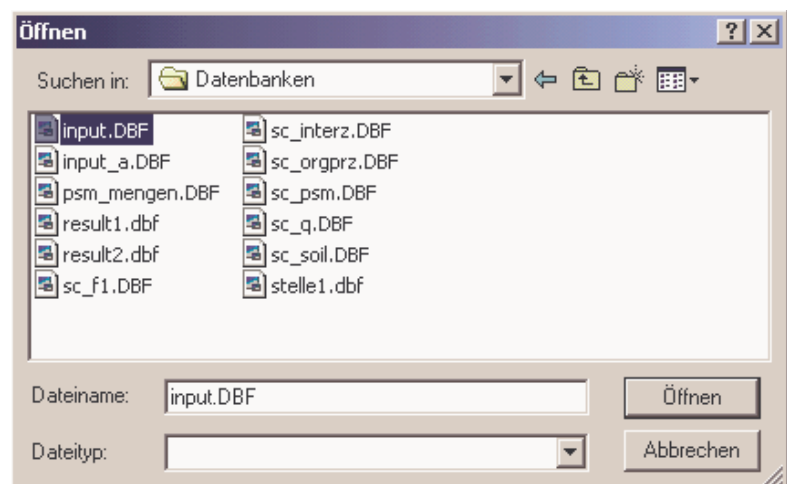 Öffnen
Suchen in: Datenbanken
input.DBF
input_a.DBF
psm_mengen.DBF
result1.dbf
result2.dbf
sc_f1.DBF
sc_interz.DBF
sc_orgprz.DBF
sc_psm.DBF
sc_q.DBF
sc_soil.DBF
stelle1.dbf
Dateiname: input.DBF Öffnen
Dateityp: Abbrechen